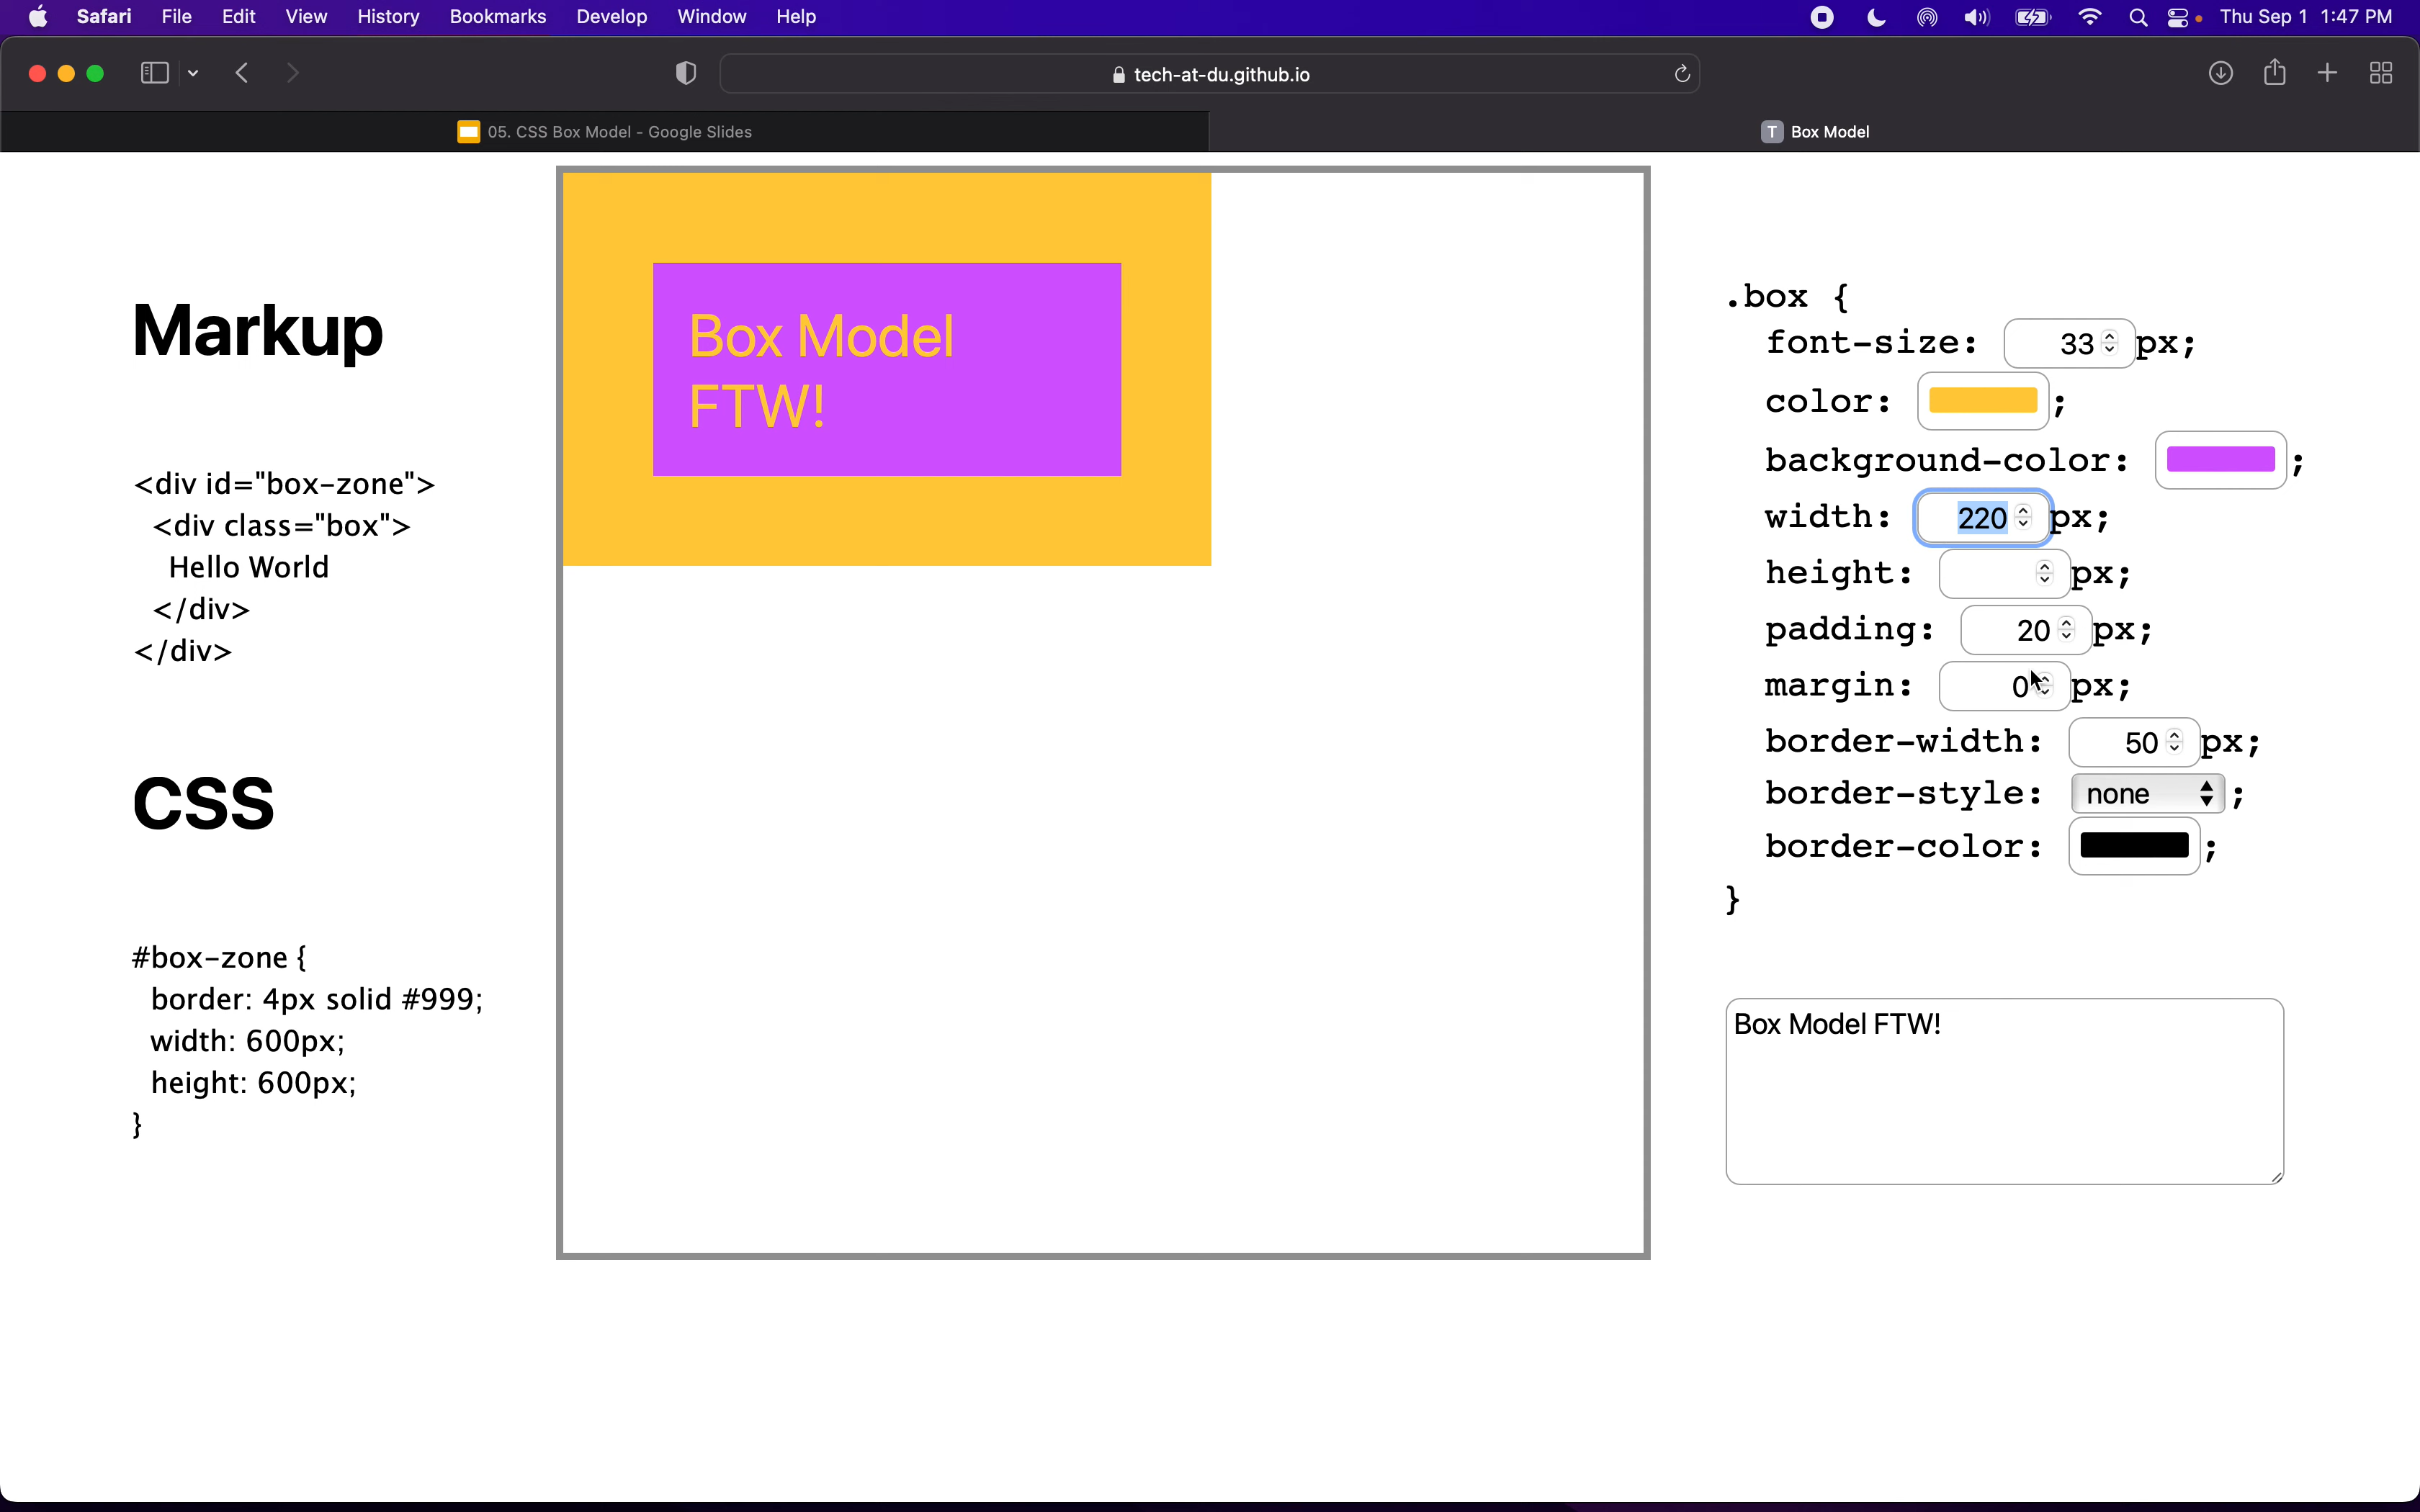 Safari File Edit View History Bookmarks Develop Window Help Thu Sep 1 1:47 PM
tech-at-du.github.io
05. CSS Box Model - Google Slides
T Box Model
Markup
<div id="box-zone">
<div class="box">
Hello World
</div>
</div>
CSS
#box-zone {
border: 4px solid #999;
width: 600px;
height: 600px;
}
Box Model
FTW!
.box {
font-size: 33 px;
color: ;
background-color: ;
width: 220 px;
height: px;
padding: 20 px;
margin: 0 px;
border-width: 50 px;
border-style: none ;
border-color: ;
}
Box Model FTW!